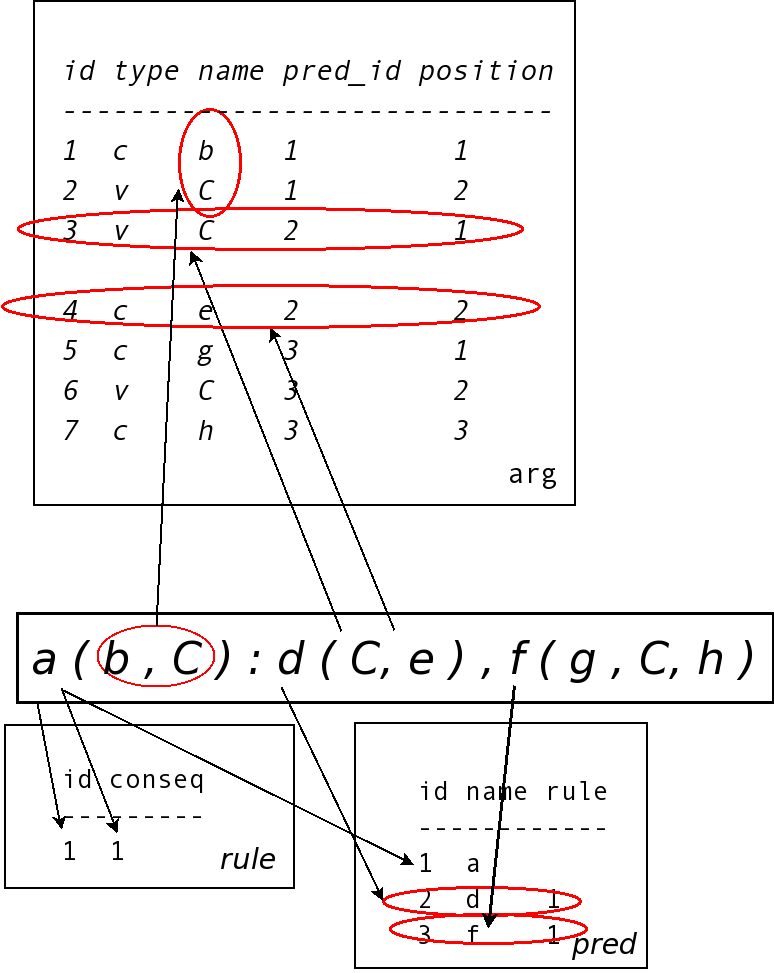 id type name pred_id position
-----------------------------
1 c b 1 1
2 v C 1 2
3 v C 2 1
4 c e 2 2
5 c g 3 1
6 v C 3 2
7 c h 3 3
arg
a ( b , C ) : d ( C, e ) , f ( g , C, h )
id conseq
---------
1 1
rule
id name rule
------------
1 a
2 d 1
3 f 1
pred